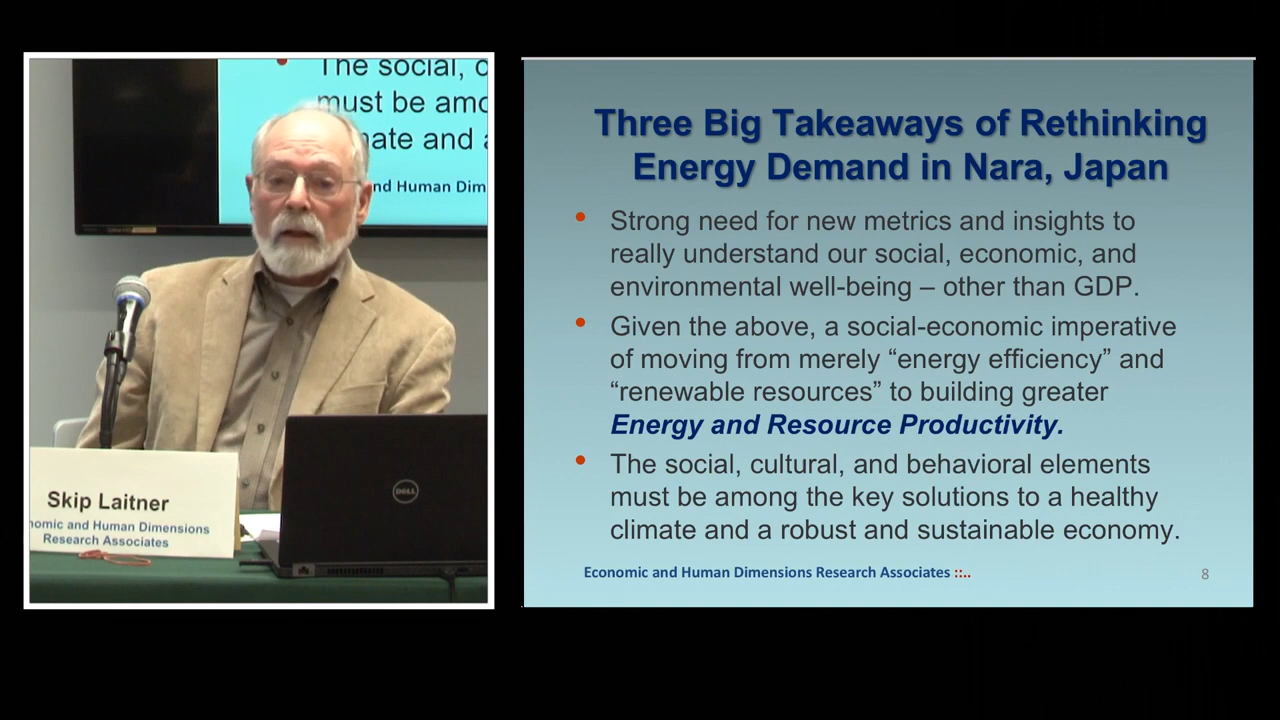 The social, c
must be amo
mate and a
nd Human Dim
DELL
Skip Laitner
nomic and Human Dimensions
Research Associates
Three Big Takeaways of Rethinking
Energy Demand in Nara, Japan
• Strong need for new metrics and insights to
really understand our social, economic, and
environmental well-being – other than GDP.
• Given the above, a social-economic imperative
of moving from merely “energy efficiency” and
“renewable resources” to building greater
Energy and Resource Productivity.
• The social, cultural, and behavioral elements
must be among the key solutions to a healthy
climate and a robust and sustainable economy.
Economic and Human Dimensions Research Associates ::..
8